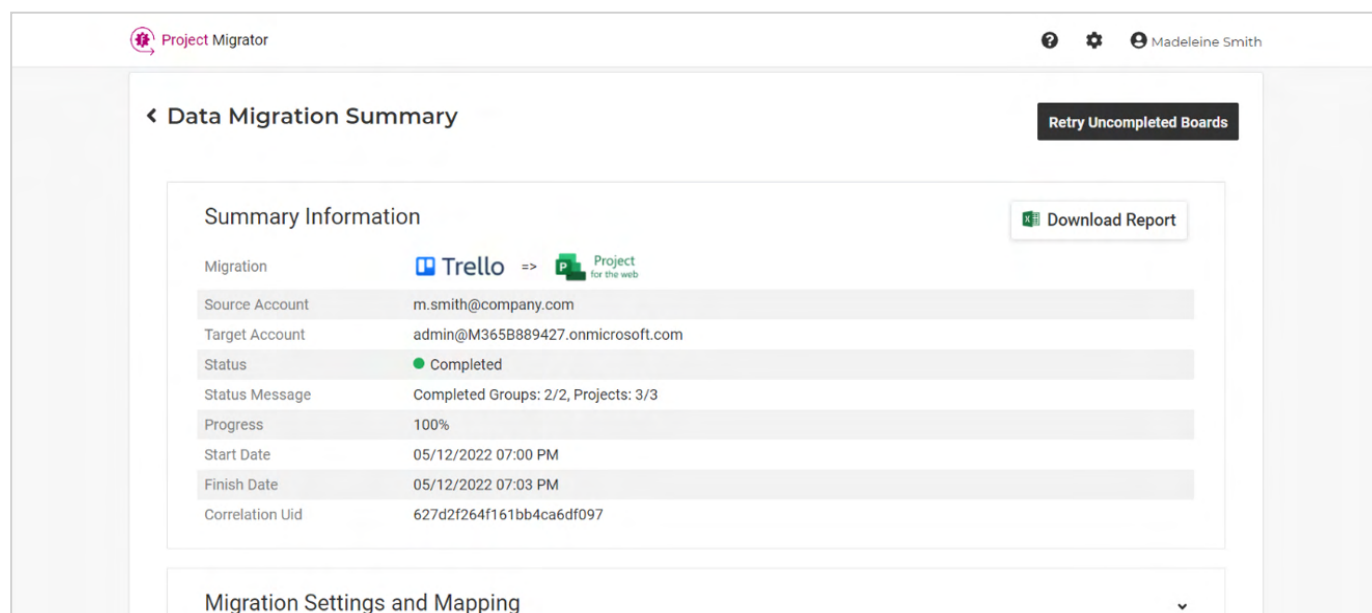 Project Migrator
Madeleine Smith
Data Migration Summary
Retry Uncompleted Boards
Summary Information
Download Report
Migration Trello => Project for the web
Source Account m.smith@company.com
Target Account admin@M365B889427.onmicrosoft.com
Status Completed
Status Message Completed Groups: 2/2, Projects: 3/3
Progress 100%
Start Date 05/12/2022 07:00 PM
Finish Date 05/12/2022 07:03 PM
Correlation Uid 627d2f264f161bb4ca6df097
Migration Settings and Mapping